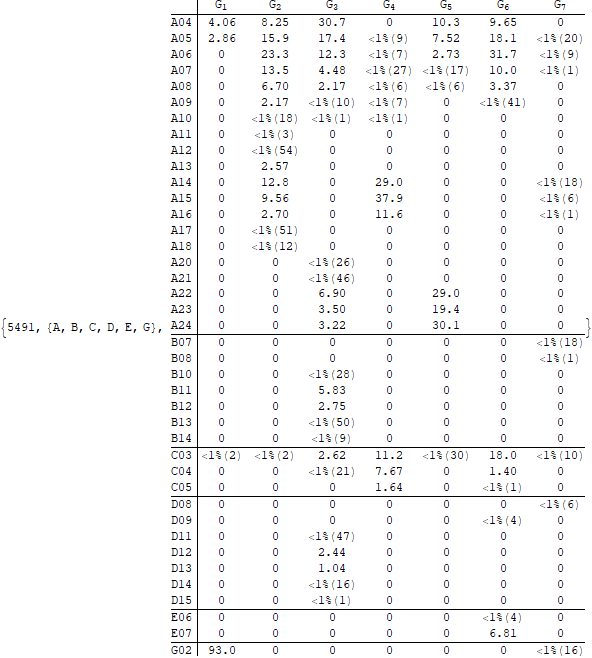 G1 G2 G3 G4 G5 G6 G7
A04 4.06 8.25 30.7 0 10.3 9.65 0
A05 2.86 15.9 17.4 <1%(9) 7.52 18.1 <1%(20)
A06 0 23.3 12.3 <1%(7) 2.73 31.7 <1%(9)
A07 0 13.5 4.48 <1%(27) <1%(17) 10.0 <1%(1)
A08 0 6.70 2.17 <1%(6) <1%(6) 3.37 0
A09 0 2.17 <1%(10) <1%(7) 0 <1%(41) 0
A10 0 <1%(18) <1%(1) <1%(1) 0 0 0
A11 0 <1%(3) 0 0 0 0 0
A12 0 <1%(54) 0 0 0 0 0
A13 0 2.57 0 0 0 0 0
A14 0 12.8 0 29.0 0 0 <1%(18)
A15 0 9.56 0 37.9 0 0 <1%(6)
A16 0 2.70 0 11.6 0 0 <1%(1)
A17 0 <1%(51) 0 0 0 0 0
A18 0 <1%(12) 0 0 0 0 0
A20 0 0 <1%(26) 0 0 0 0
A21 0 0 <1%(46) 0 0 0 0
A22 0 0 6.90 0 29.0 0 0
A23 0 0 3.50 0 19.4 0 0
{5491, {A, B, C, D, E, G}, A24 0 0 3.22 0 30.1 0 0 }
B07 0 0 0 0 0 0 <1%(18)
B08 0 0 0 0 0 0 <1%(1)
B10 0 0 <1%(28) 0 0 0 0
B11 0 0 5.83 0 0 0 0
B12 0 0 2.75 0 0 0 0
B13 0 0 <1%(50) 0 0 0 0
B14 0 0 <1%(9) 0 0 0 0
C03 <1%(2) <1%(2) 2.62 11.2 <1%(30) 18.0 <1%(10)
C04 0 0 <1%(21) 7.67 0 1.40 0
C05 0 0 0 1.64 0 <1%(1) 0
D08 0 0 0 0 0 0 <1%(6)
D09 0 0 0 0 0 <1%(4) 0
D11 0 0 <1%(47) 0 0 0 0
D12 0 0 2.44 0 0 0 0
D13 0 0 1.04 0 0 0 0
D14 0 0 <1%(16) 0 0 0 0
D15 0 0 <1%(1) 0 0 0 0
E06 0 0 0 0 0 <1%(4) 0
E07 0 0 0 0 0 6.81 0
G02 93.0 0 0 0 0 0 <1%(16)